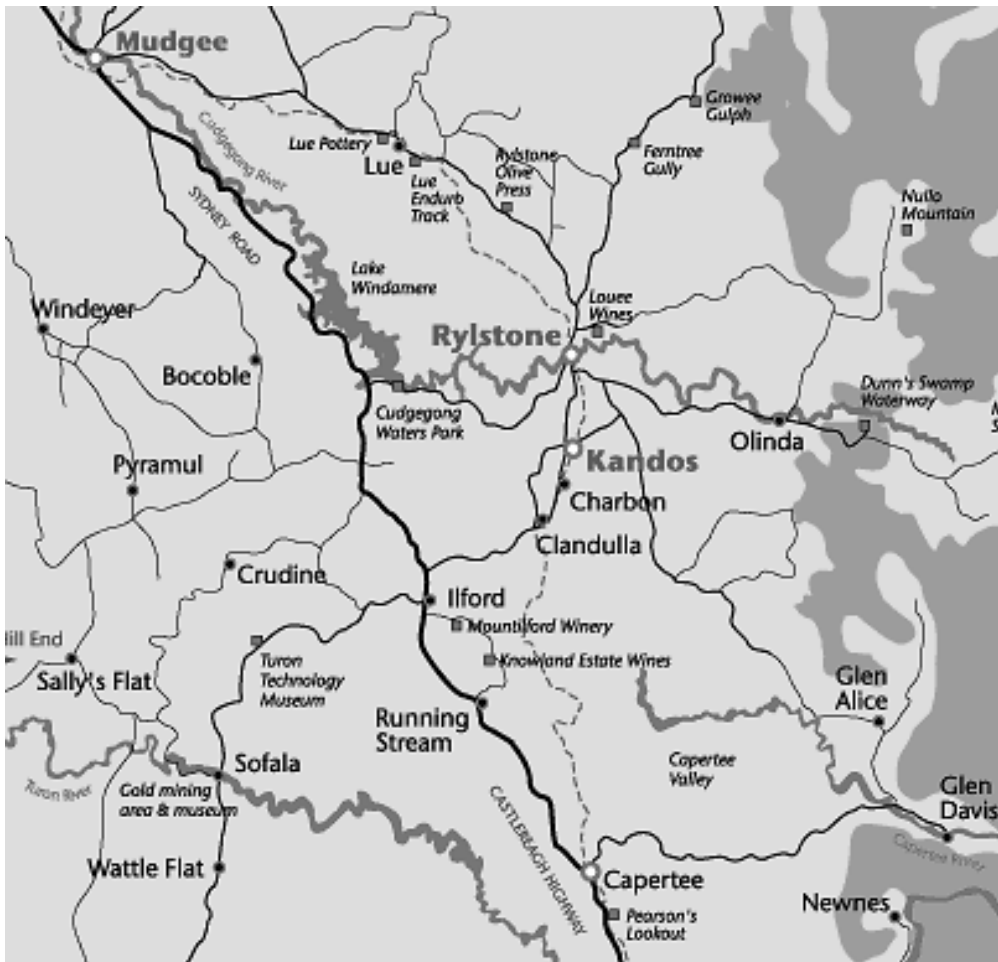 Mudgee
Growee
Gulph
Cudgegong River
Lue Pottery
Lue
Rylstone
Olive
Press
Ferntree
Gully
Lue
Endurb
Track
Nullo
Mountain
SYDNEY ROAD
Lake
Windamere
Louee
Wines
Windeyer
Rylstone
Bocoble
Dunn's Swamp
Waterway
Cudgegong
Waters Park
Olinda
Pyramul
Kandos
Charbon
Clandulla
Crudine
Ilford
Mountilford Winery
ill End
Turon
Technology
Museum
Knowland Estate Wines
Sally's Flat
Glen
Alice
Running
Stream
Capertee
Valley
Sofala
Turon River
Gold mining
area & museum
CASTLEREAGH HIGHWAY
Glen
Davis
Capertee River
Wattle Flat
Capertee
Newnes
Pearson's
Lookout